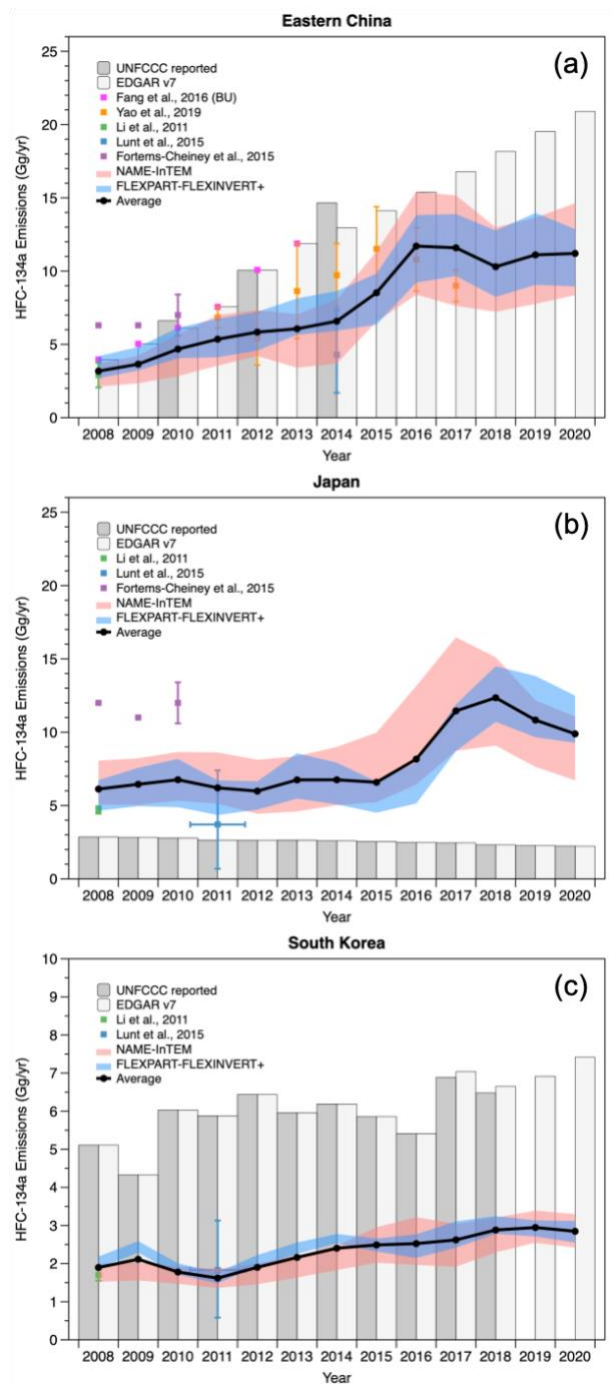 Eastern China
(a)
UNFCCC reported
EDGAR v7
Fang et al., 2016 (BU)
Yao et al., 2019
Li et al., 2011
Lunt et al., 2015
Fortems-Cheiney et al., 2015
NAME-InTEM
FLEXPART-FLEXINVERT+
Average
HFC-134a Emissions (Gg/yr)
25
20
15
10
5
0
2008 2009 2010 2011 2012 2013 2014 2015 2016 2017 2018 2019 2020
Year
Japan
(b)
UNFCCC reported
EDGAR v7
Li et al., 2011
Lunt et al., 2015
Fortems-Cheiney et al., 2015
NAME-InTEM
FLEXPART-FLEXINVERT+
Average
HFC-134a Emissions (Gg/yr)
25
20
15
10
5
0
2008 2009 2010 2011 2012 2013 2014 2015 2016 2017 2018 2019 2020
Year
South Korea
(c)
UNFCCC reported
EDGAR v7
Li et al., 2011
Lunt et al., 2015
NAME-InTEM
FLEXPART-FLEXINVERT+
Average
HFC-134a Emissions (Gg/yr)
10
9
8
7
6
5
4
3
2
1
0
2008 2009 2010 2011 2012 2013 2014 2015 2016 2017 2018 2019 2020
Year